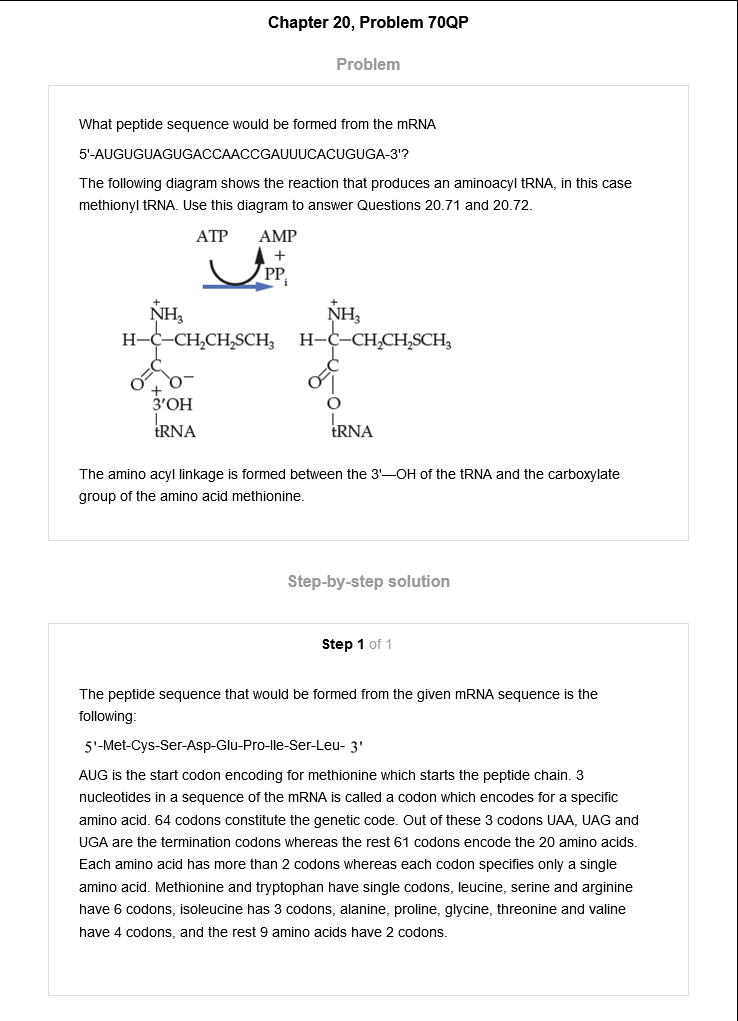 Chapter 20, Problem 70QP
Problem
What peptide sequence would be formed from the mRNA
5'-AUGUGUAGUGACCAACCGAUUUCACUGUGA-3'?
The following diagram shows the reaction that produces an aminoacyl tRNA, in this case
methionyl tRNA. Use this diagram to answer Questions 20.71 and 20.72.
ATP AMP
+
PPi
+ +
NH3 NH3
H–C–CH2CH2SCH3 H–C–CH2CH2SCH3
C C
O O− O
+
3'OH O
tRNA tRNA
The amino acyl linkage is formed between the 3'—OH of the tRNA and the carboxylate
group of the amino acid methionine.
Step-by-step solution
Step 1 of 1
The peptide sequence that would be formed from the given mRNA sequence is the
following:
5'-Met-Cys-Ser-Asp-Glu-Pro-Ile-Ser-Leu- 3'
AUG is the start codon encoding for methionine which starts the peptide chain. 3
nucleotides in a sequence of the mRNA is called a codon which encodes for a specific
amino acid. 64 codons constitute the genetic code. Out of these 3 codons UAA, UAG and
UGA are the termination codons whereas the rest 61 codons encode the 20 amino acids.
Each amino acid has more than 2 codons whereas each codon specifies only a single
amino acid. Methionine and tryptophan have single codons, leucine, serine and arginine
have 6 codons, isoleucine has 3 codons, alanine, proline, glycine, threonine and valine
have 4 codons, and the rest 9 amino acids have 2 codons.